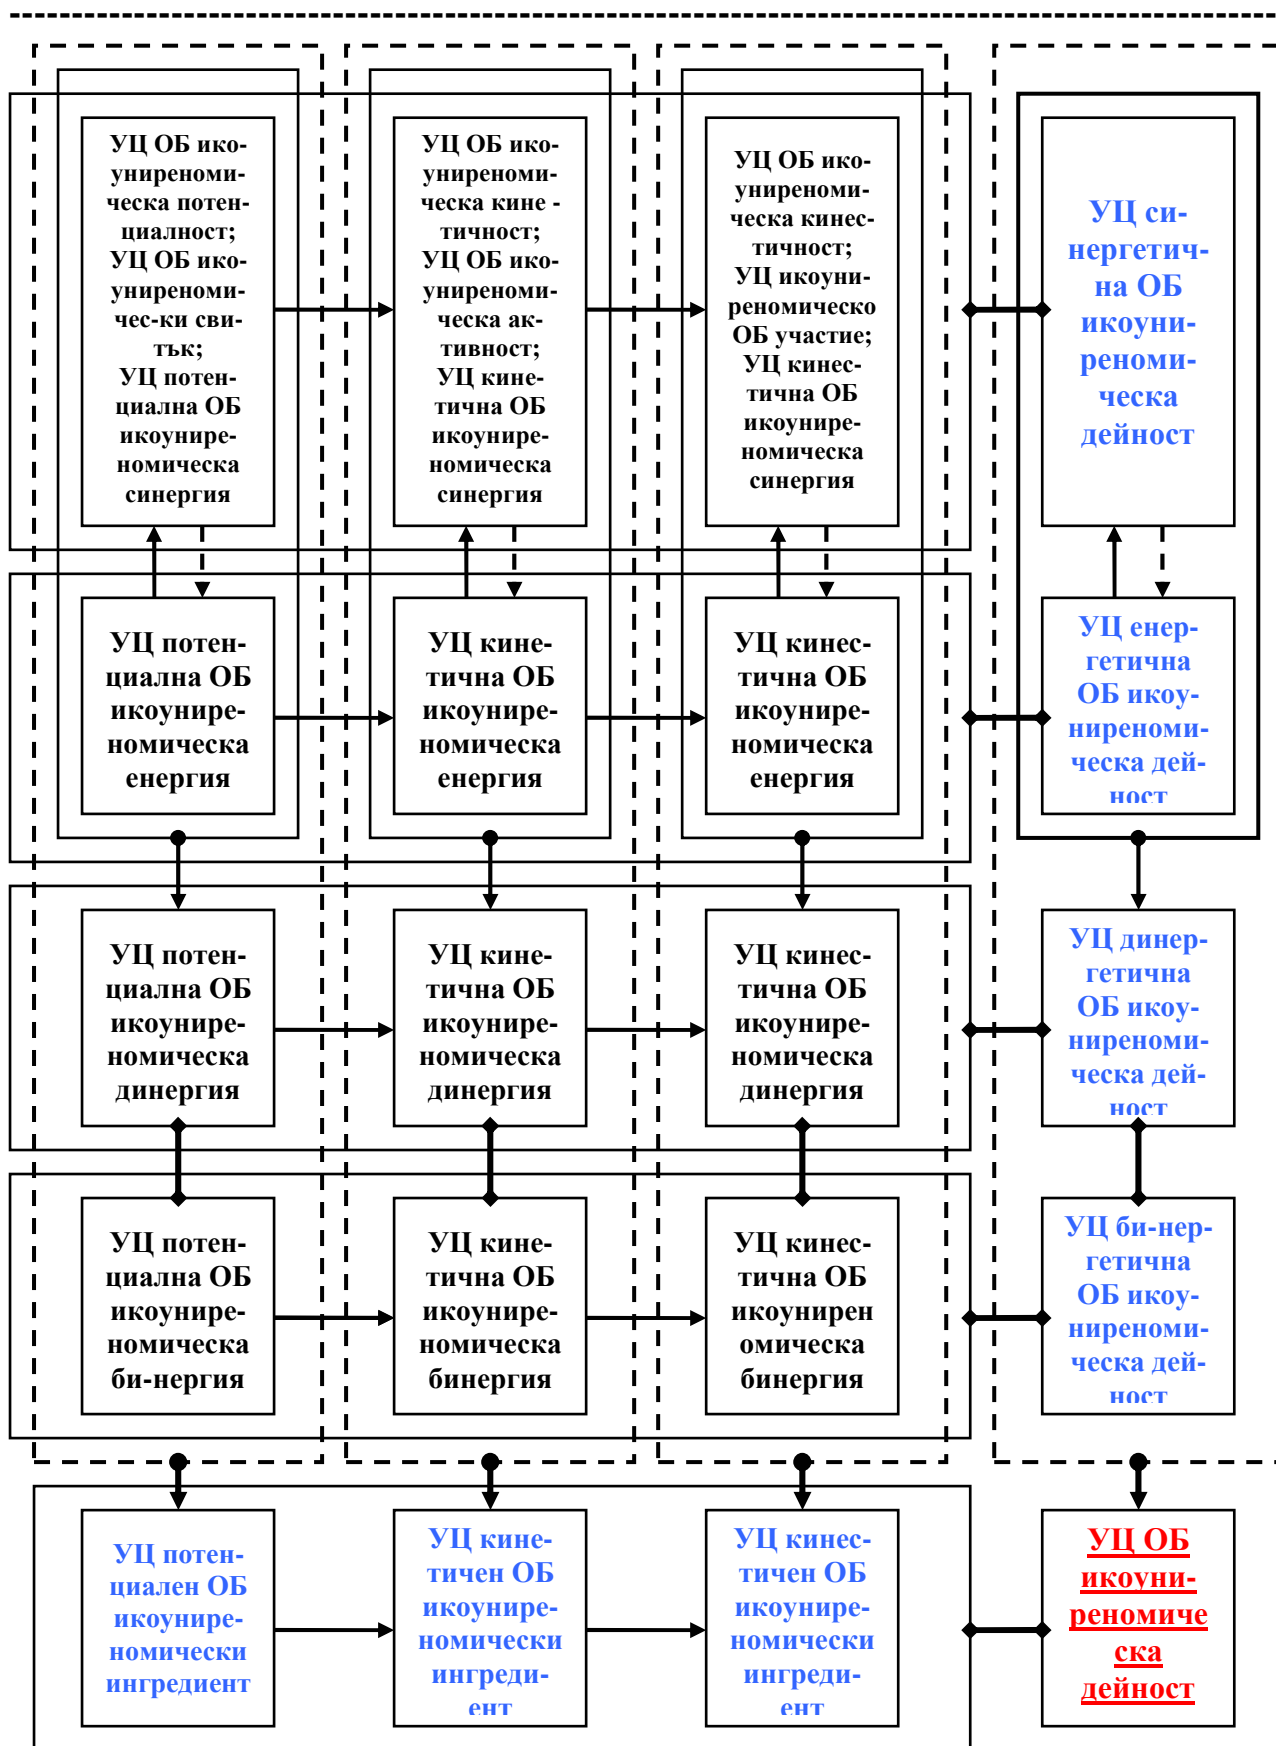 УЦ ОБ ико-
униреноми-
ческа потен-
циалност;
УЦ ОБ ико-
униреноми-
чес-ки сви-
тък;
УЦ потен-
циална ОБ
икоунире-
номическа
синергия
УЦ ОБ ико-
униреноми-
ческа кине -
тичност;
УЦ ОБ ико-
униреноми-
ческа ак-
тивност;
УЦ кине-
тична ОБ
икоунире-
номическа
синергия
УЦ ОБ ико-
униреноми-
ческа кинес-
тичност;
УЦ икоуни-
реномическо
ОБ участие;
УЦ кинес-
тична ОБ
икоунире-
номическа
синергия
УЦ си-
нергетич-
на ОБ
икоуни-
реноми-
ческа
дейност
УЦ потен-
циална ОБ
икоунире-
номическа
енергия
УЦ кине-
тична ОБ
икоунире-
номическа
енергия
УЦ кинес-
тична ОБ
икоунире-
номическа
енергия
УЦ енер-
гетична
ОБ икоу-
ниреноми-
ческа дей-
ност
УЦ потен-
циална ОБ
икоунире-
номическа
динергия
УЦ кине-
тична ОБ
икоунире-
номическа
динергия
УЦ кинес-
тична ОБ
икоунире-
номическа
динергия
УЦ динер-
гетична
ОБ икоу-
ниреноми-
ческа дей-
ност
УЦ потен-
циална ОБ
икоунире-
номическа
би-нергия
УЦ кине-
тична ОБ
икоунире-
номическа
бинергия
УЦ кинес-
тична ОБ
икоунирен
омическа
бинергия
УЦ би-нер-
гетична
ОБ икоу-
ниреноми-
ческа дей-
ност
УЦ потен-
циален ОБ
икоунире-
номически
ингредиент
УЦ кине-
тичен ОБ
икоунире-
номически
ингреди-
ент
УЦ кинес-
тичен ОБ
икоунире-
номически
ингреди-
ент
УЦ ОБ
икоуни-
реномиче
ска
дейност